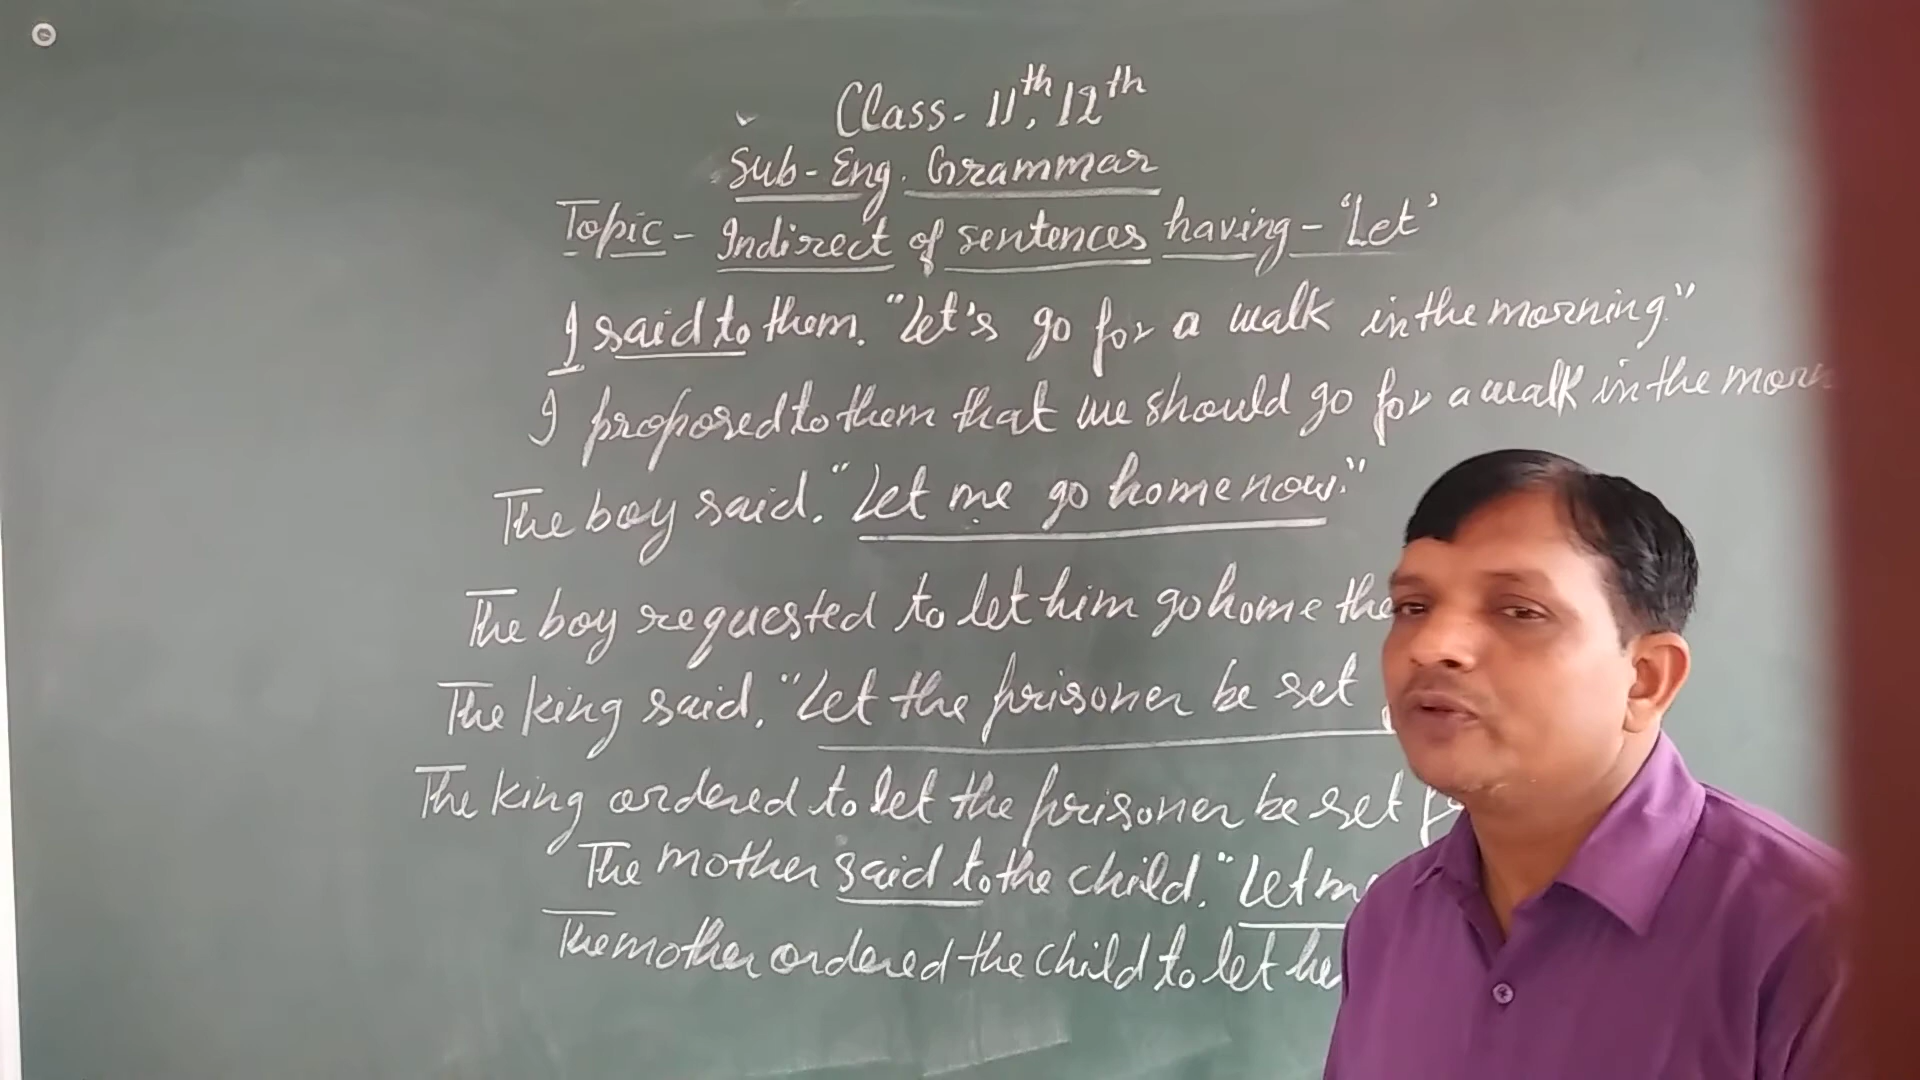 Class- 11th, 12th
Sub- Eng. Grammar
Topic - Indirect of sentences having - 'Let'
I said to them. "Let's go for a walk in the morning."
I proposed to them that we should go for a walk in the
The boy said. "Let me go home now."
The boy requested to let him go home
The king said. "Let the prisoner be set
The king ordered to let the prisoner be set
The mother said to the child. "Let
The mother ordered the child to let